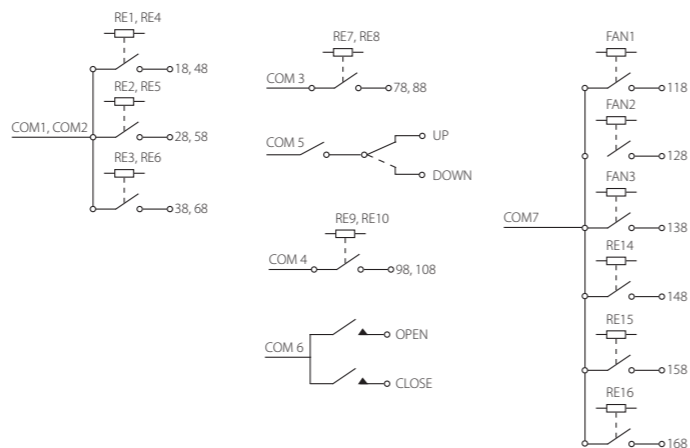 RE1, RE4
18, 48
RE2, RE5
COM1, COM2
28, 58
RE3, RE6
38, 68
RE7, RE8
COM 3
78, 88
COM 5
UP
DOWN
RE9, RE10
COM 4
98, 108
COM 6
OPEN
CLOSE
FAN1
118
FAN2
128
FAN3
COM7
138
RE14
148
RE15
158
RE16
168